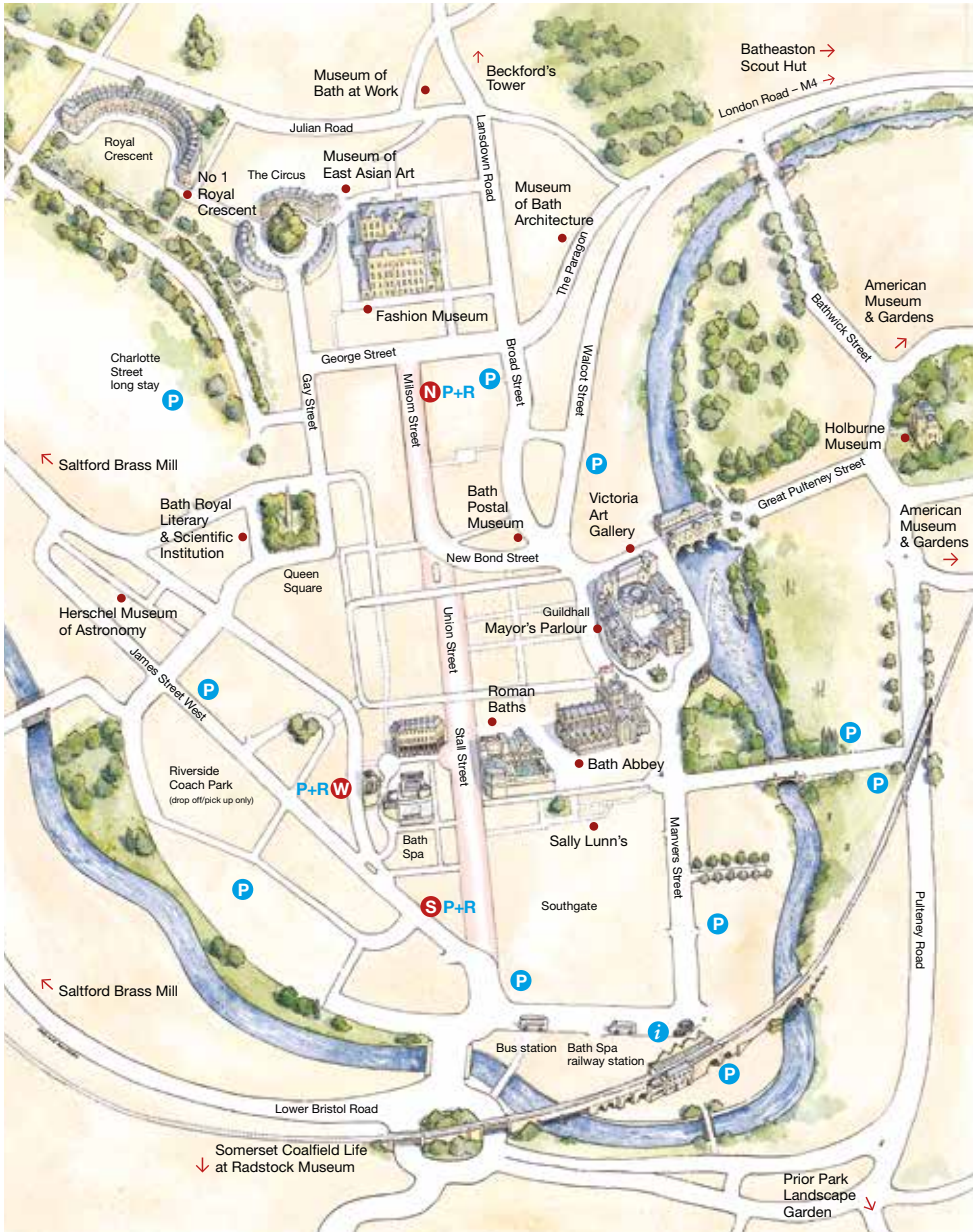 Batheaston
Scout Hut
London Road – M4
Beckford's
Tower
Museum of
Bath at Work
Julian Road
Lansdown Road
Royal
Crescent
No 1
Royal
Crescent
The Circus
Museum of
East Asian Art
Museum
of Bath
Architecture
The Paragon
American
Museum
& Gardens
Bathwick Street
Fashion Museum
George Street
Charlotte
Street
long stay
P
Gay Street
Milsom Street
N P+R
P
Broad Street
Walcot Street
Holburne
Museum
Saltford Brass Mill
P
Great Pulteney Street
Bath Royal
Literary
& Scientific
Institution
Bath
Postal
Museum
Victoria
Art
Gallery
American
Museum
& Gardens
New Bond Street
Queen
Square
Herschel Museum
of Astronomy
Union Street
Guildhall
Mayor's Parlour
James Street West
P
Roman
Baths
Stall Street
Bath Abbey
P
P
Riverside
Coach Park
(drop off/pick up only)
P+R W
Sally Lunn's
Bath
Spa
Manvers Street
P
S P+R
Southgate
P
Pulteney Road
Saltford Brass Mill
P
i
Bus station
Bath Spa
railway station
P
Lower Bristol Road
Somerset Coalfield Life
at Radstock Museum
Prior Park
Landscape
Garden